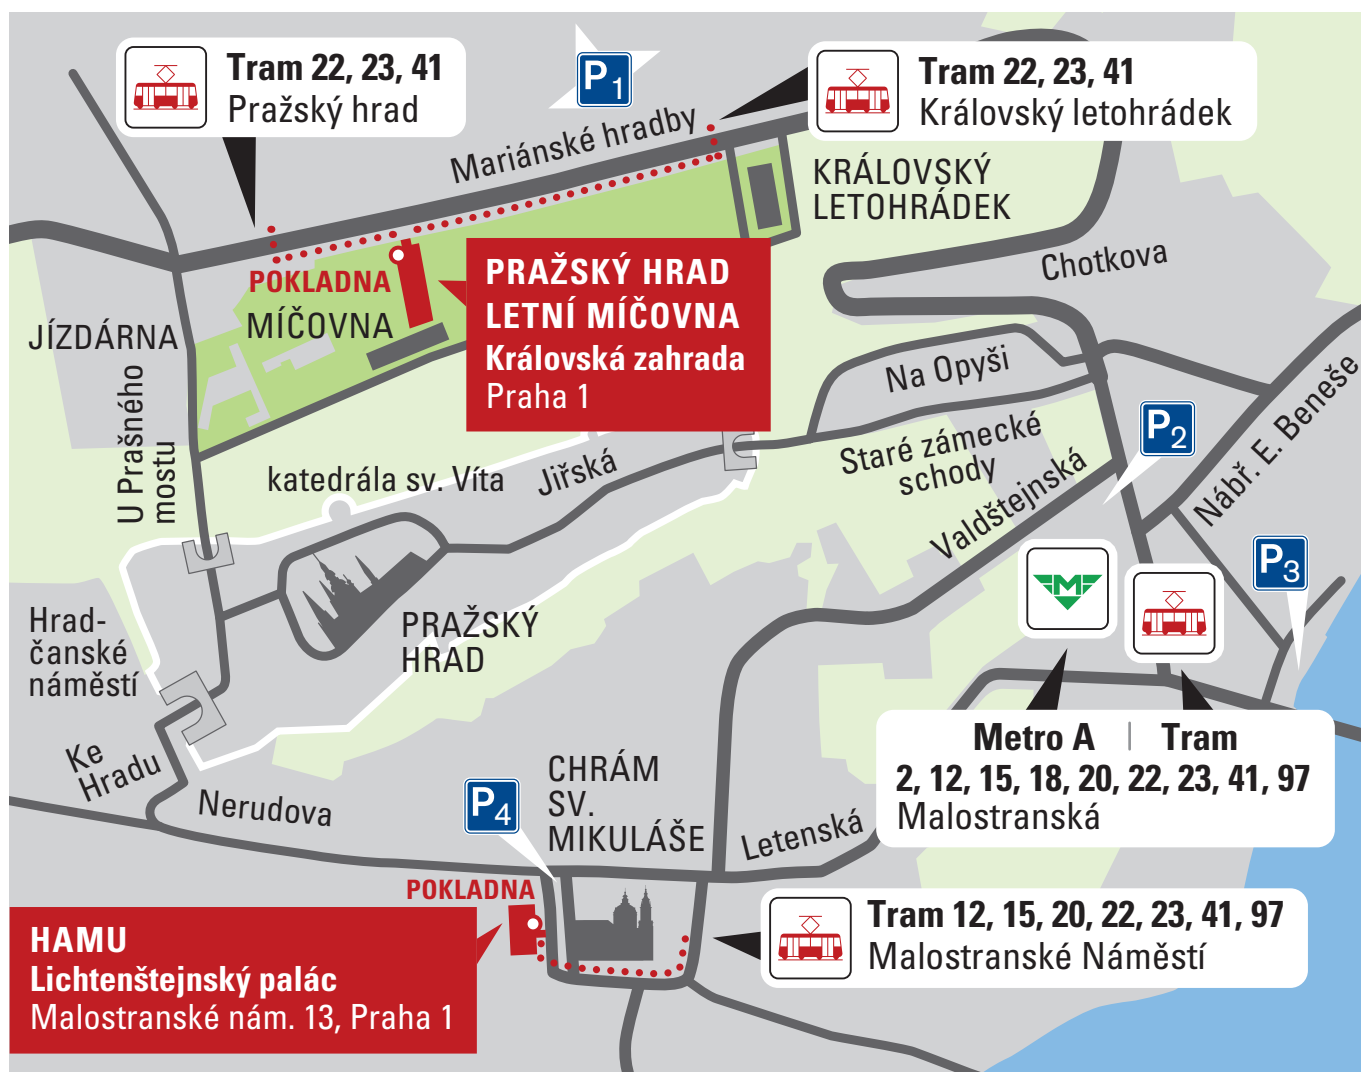 Tram 22, 23, 41
Pražský hrad
P1
Tram 22, 23, 41
Královský letohrádek
Mariánské hradby
KRÁLOVSKÝ
LETOHRÁDEK
Chotkova
POKLADNA
MÍČOVNA
PRAŽSKÝ HRAD
LETNÍ MÍČOVNA
Královská zahrada
Praha 1
JÍZDÁRNA
U Prašného
mostu
Na Opyši
Nábř. E. Beneše
P2
Staré zámecké
schody
katedrála sv. Víta
Jiřská
Valdštejnská
P3
M
Hrad-
čanské
náměstí
PRAŽSKÝ
HRAD
Ke
Hradu
Nerudova
Metro A | Tram
2, 12, 15, 18, 20, 22, 23, 41, 97
Malostranská
P4
CHRÁM
SV.
MIKULÁŠE
Letenská
POKLADNA
HAMU
Lichtenštejnský palác
Malostranské nám. 13, Praha 1
Tram 12, 15, 20, 22, 23, 41, 97
Malostranské Náměstí